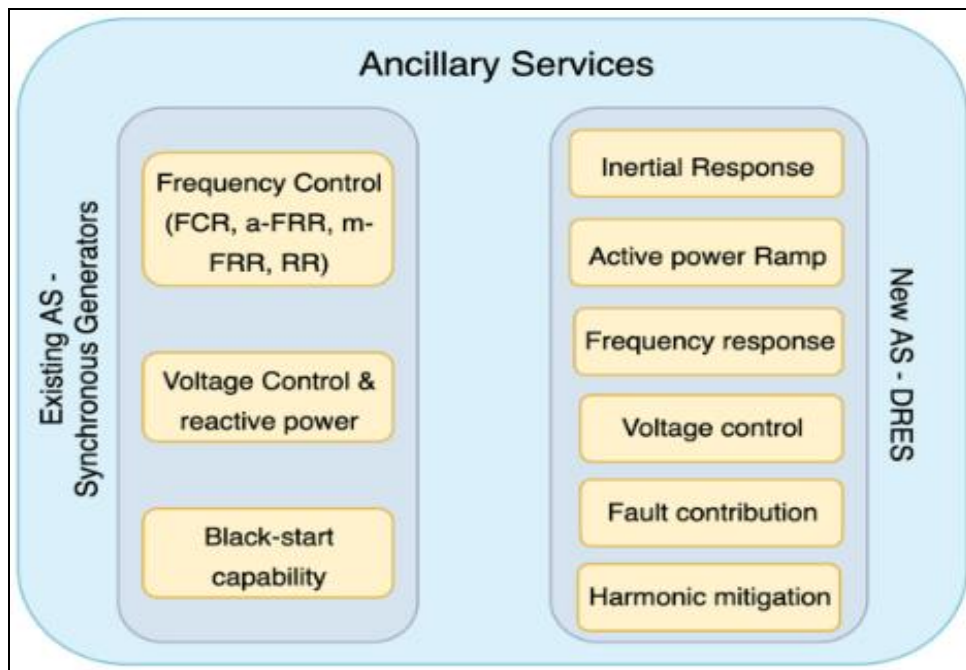 Ancillary Services
Existing AS -
Synchronous Generators
Frequency Control
(FCR, a-FRR, m-
FRR, RR)
Voltage Control &
reactive power
Black-start
capability
Inertial Response
Active power Ramp
Frequency response
Voltage control
Fault contribution
Harmonic mitigation
New AS - DRES